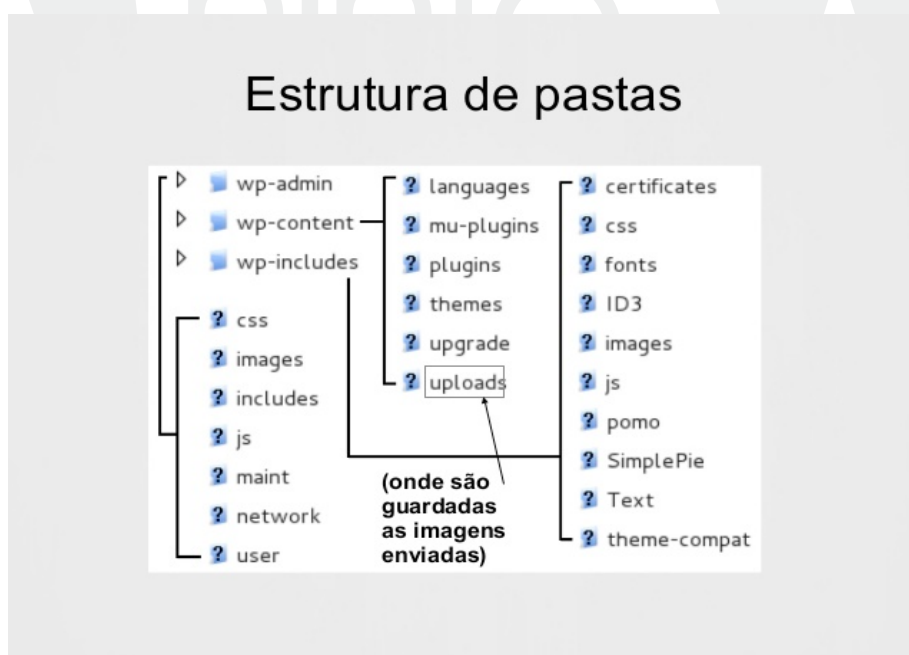 Estrutura de pastas
wp-admin
wp-content
wp-includes
css
images
includes
js
maint
network
user
languages
mu-plugins
plugins
themes
upgrade
uploads
(onde são
guardadas
as imagens
enviadas)
certificates
css
fonts
ID3
images
js
pomo
SimplePie
Text
theme-compat